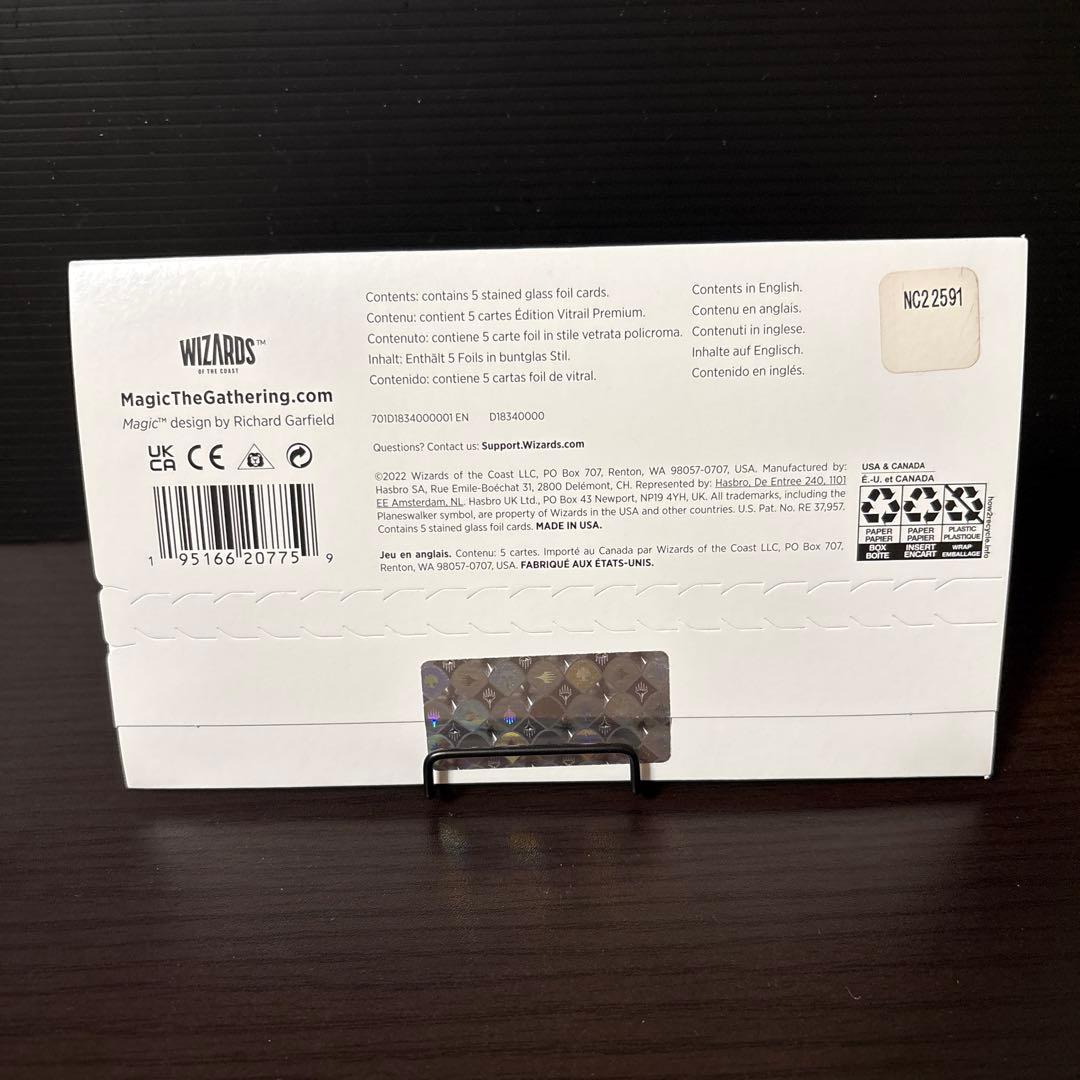 WIZARDS™
OF THE COAST
MagicTheGathering.com
Magic™ design by Richard Garfield
UK
CA CE
1 95166 20775 9
Contents: contains 5 stained glass foil cards.
Contenu: contient 5 cartes Édition Vitrail Premium.
Contenuto: contiene 5 carte foil in stile vetrata policroma.
Inhalt: Enthält 5 Foils in buntglas Stil.
Contenido: contiene 5 cartas foil de vitral.
Contents in English.
Contenu en anglais.
Contenuti in inglese.
Inhalte auf Englisch.
Contenido en inglés.
NC2 2591
701D1834000001 EN D18340000
Questions? Contact us: Support.Wizards.com
©2022 Wizards of the Coast LLC, PO Box 707, Renton, WA 98057-0707, USA. Manufactured by:
Hasbro SA, Rue Emile-Boéchat 31, 2800 Delémont, CH. Represented by: Hasbro, De Entree 240, 1101
EE Amsterdam, NL. Hasbro UK Ltd., PO Box 43 Newport, NP19 4YH, UK. All trademarks, including the
Planeswalker symbol, are property of Wizards in the USA and other countries. U.S. Pat. No. RE 37,957.
Contains 5 stained glass foil cards. MADE IN USA.
Jeu en anglais. Contenu: 5 cartes. Importé au Canada par Wizards of the Coast LLC, PO Box 707,
Renton, WA 98057-0707, USA. FABRIQUÉ AUX ÉTATS-UNIS.
USA & CANADA
É.-U. et CANADA
PAPER PAPER PLASTIC
PAPIER PAPIER PLASTIQUE
BOX INSERT WRAP
BOÎTE ENCART EMBALLAGE
how2recycle.info